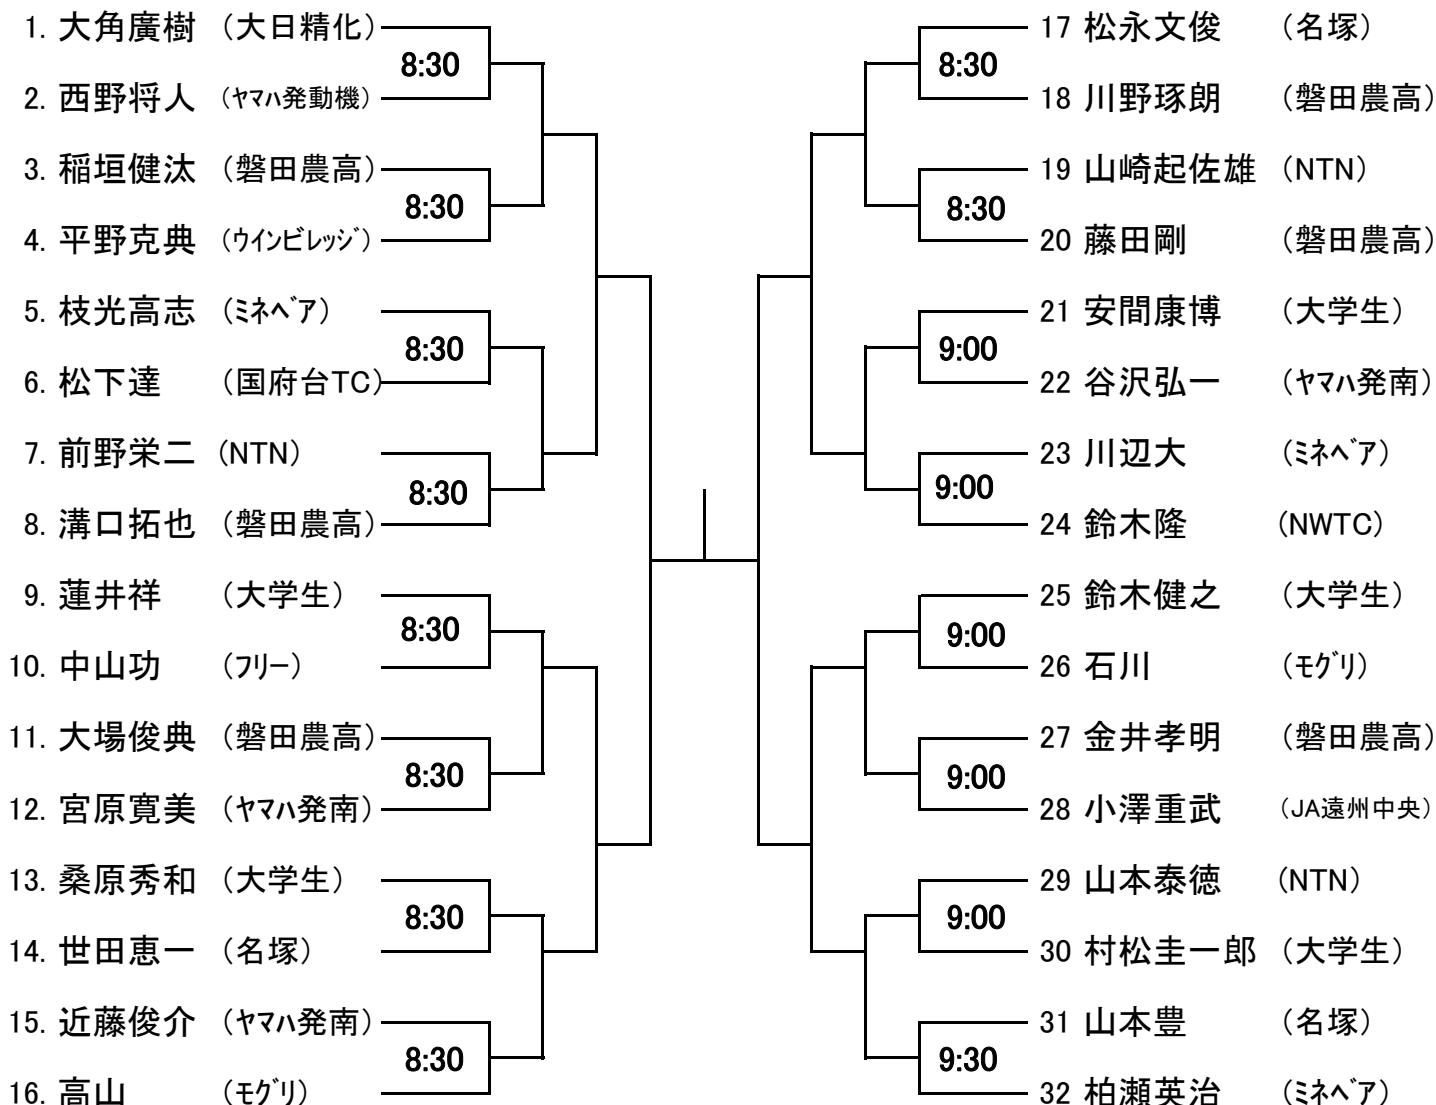 1. 大角廣樹 (大日精化)
8:30
2. 西野将人 (ヤマハ発動機)
3. 稲垣健汰 (磐田農高)
8:30
4. 平野克典 (ウインビレッジ)
5. 枝光高志 (ミネベア)
8:30
6. 松下達 (国府台TC)
7. 前野栄二 (NTN)
8:30
8. 溝口拓也 (磐田農高)
9. 蓮井祥 (大学生)
8:30
10. 中山功 (フリー)
11. 大場俊典 (磐田農高)
8:30
12. 宮原寛美 (ヤマハ発南)
13. 桑原秀和 (大学生)
8:30
14. 世田恵一 (名塚)
15. 近藤俊介 (ヤマハ発南)
8:30
16. 高山 (モグリ)
17 松永文俊 (名塚)
8:30
18 川野琢朗 (磐田農高)
19 山崎起佐雄 (NTN)
8:30
20 藤田剛 (磐田農高)
21 安間康博 (大学生)
9:00
22 谷沢弘一 (ヤマハ発南)
23 川辺大 (ミネベア)
9:00
24 鈴木隆 (NWTC)
25 鈴木健之 (大学生)
9:00
26 石川 (モグリ)
27 金井孝明 (磐田農高)
9:00
28 小澤重武 (JA遠州中央)
29 山本泰徳 (NTN)
9:00
30 村松圭一郎 (大学生)
31 山本豊 (名塚)
9:30
32 柏瀬英治 (ミネベア)